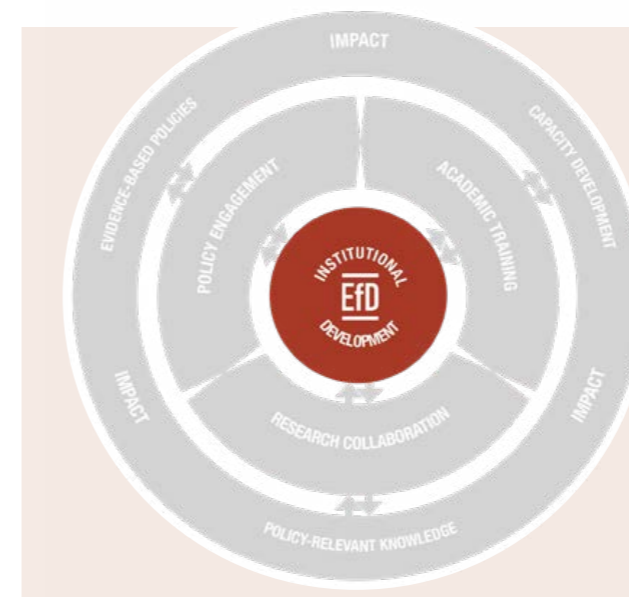 IMPACT
EVIDENCE-BASED POLICIES
CAPACITY DEVELOPMENT
POLICY ENGAGEMENT
ACADEMIC TRAINING
INSTITUTIONAL
EfD
DEVELOPMENT
IMPACT
IMPACT
RESEARCH COLLABORATION
POLICY-RELEVANT KNOWLEDGE